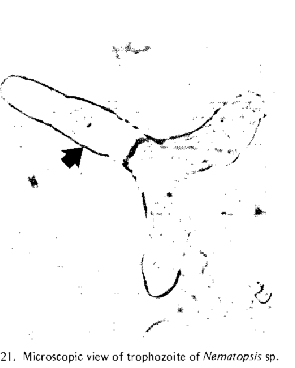 21. Microscopic view of trophozoite of Nematopsis sp.